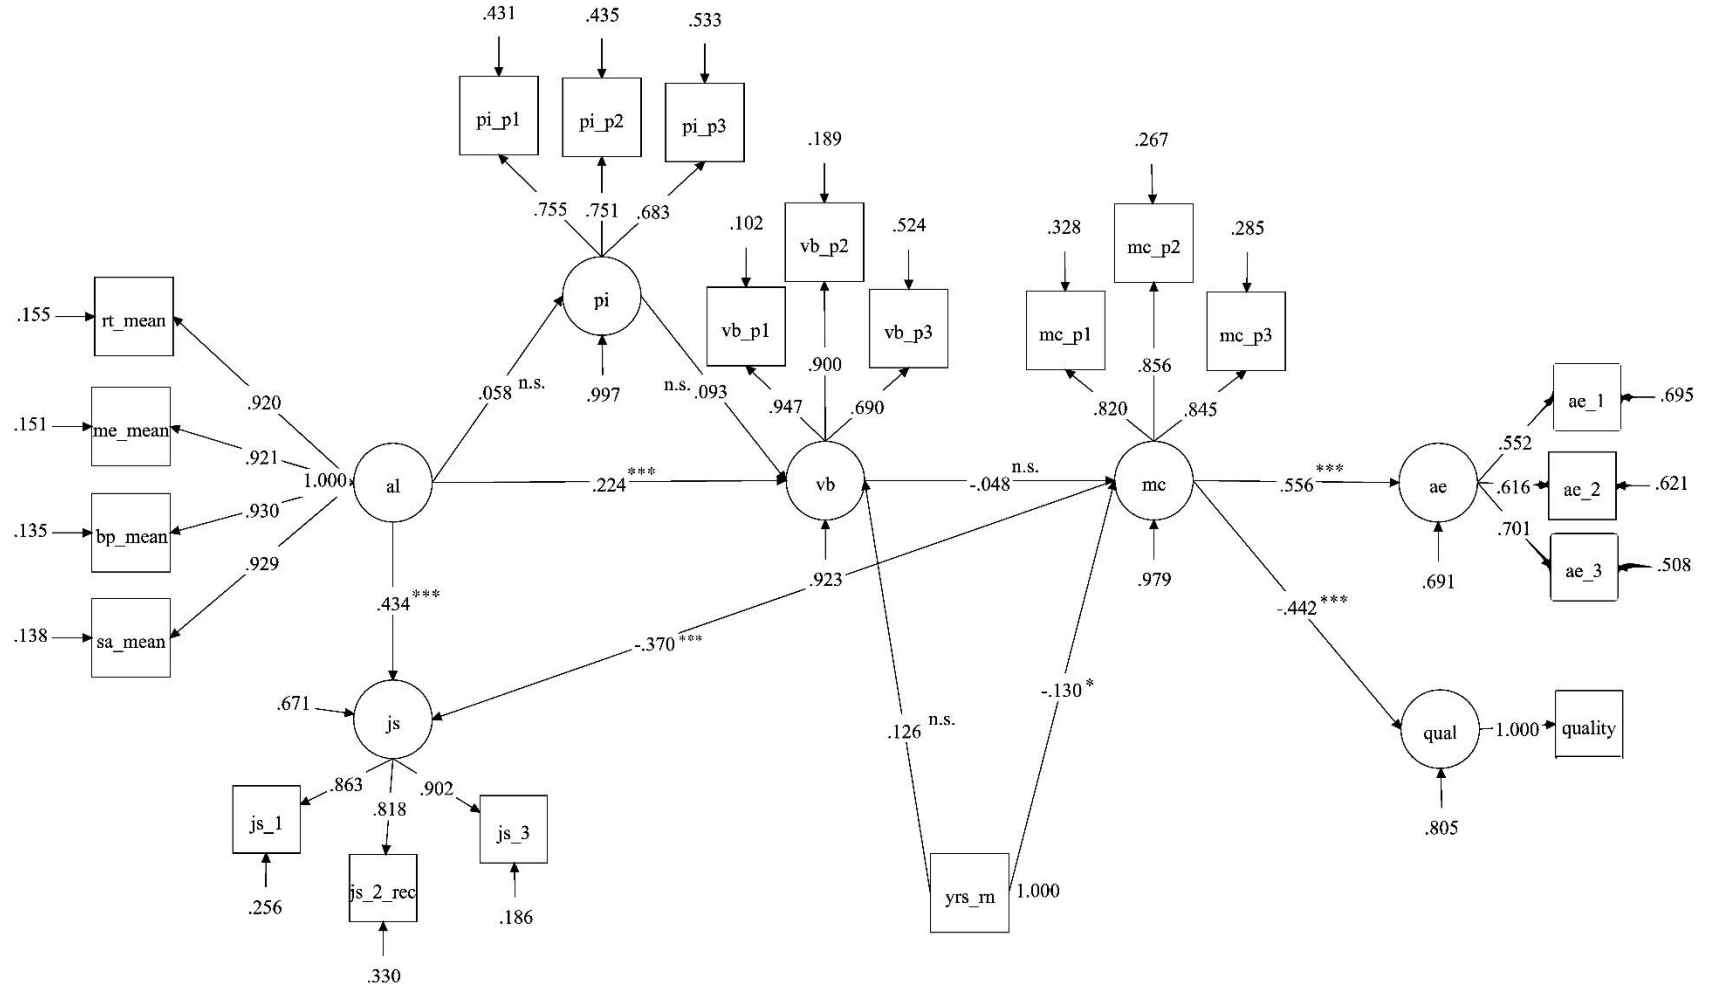 .431
.435
.533
pi_p1
pi_p2
pi_p3
.755
.751
.683
.189
.267
.102
.524
.328
.285
vb_p2
mc_p2
vb_p1
vb_p3
mc_p1
mc_p3
pi
.155
rt_mean
.058 n.s.
.997
n.s. .093
.900
.947
.690
.856
.820
.845
.920
.151
me_mean
.921
1.000
al
.224 ***
vb
n.s.
-.048
mc
.556 ***
ae
.552
ae_1
.695
.616
ae_2
.621
.701
ae_3
.508
.930
.135
bp_mean
.929
.923
.979
.691
.138
sa_mean
.434 ***
-.370 ***
-.442 ***
.671
js
-.130 *
.126 n.s.
qual
1.000
quality
.805
.863
.818
.902
js_1
js_3
js_2_rec
.256
.186
.330
yrs_rn
1.000